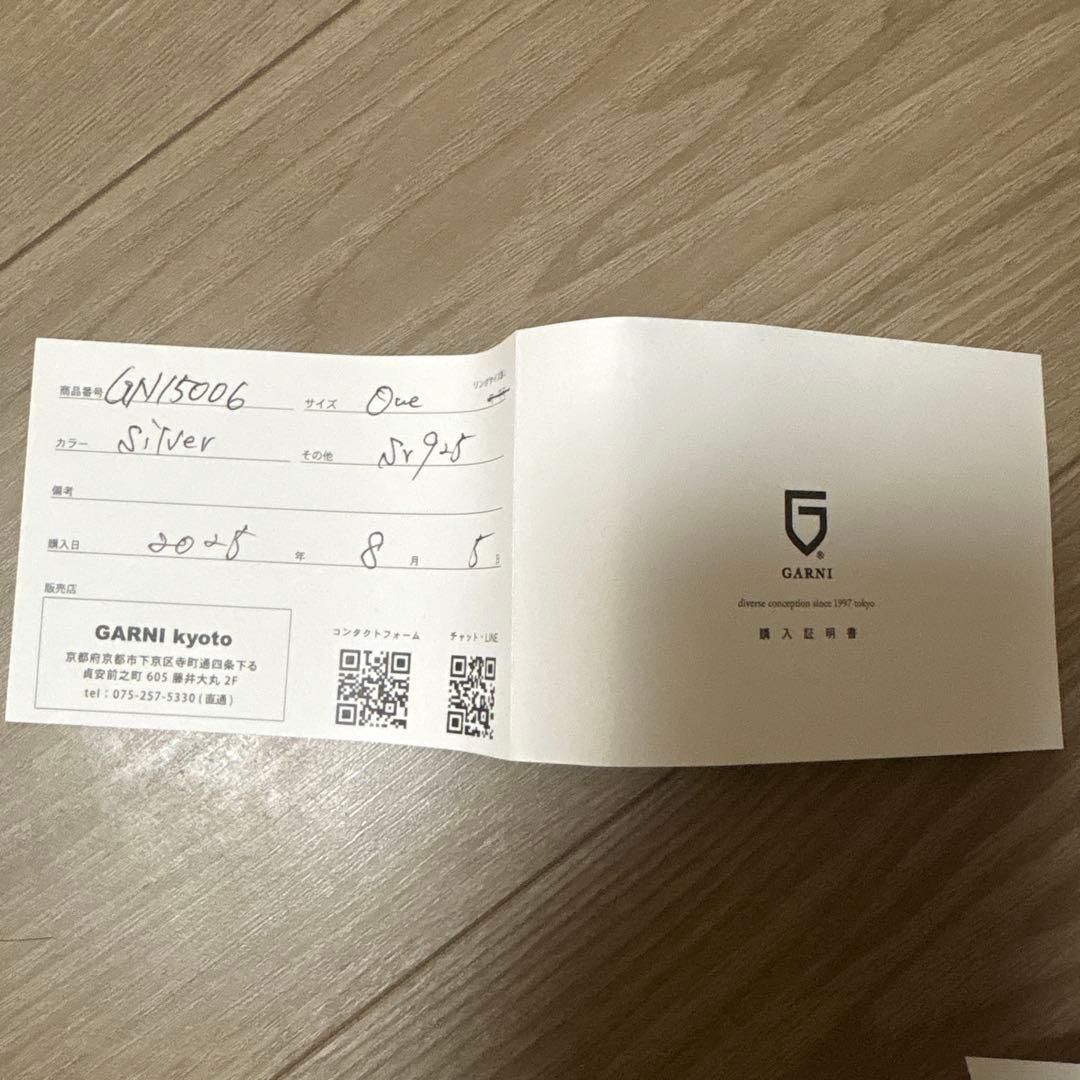 商品番号 GN15006 サイズ One リングサイズ
カラー Silver その他 Sv925
備考
購入日 2025 年 8 月 5 日
販売店
GARNI kyoto
京都府京都市下京区寺町通四条下る
貞安前之町 605 藤井大丸 2F
tel : 075-257-5330 ( 直通 )
コンタクトフォーム チャット・LINE
G®
GARNI
diverse conception since 1997 tokyo
購入証明書